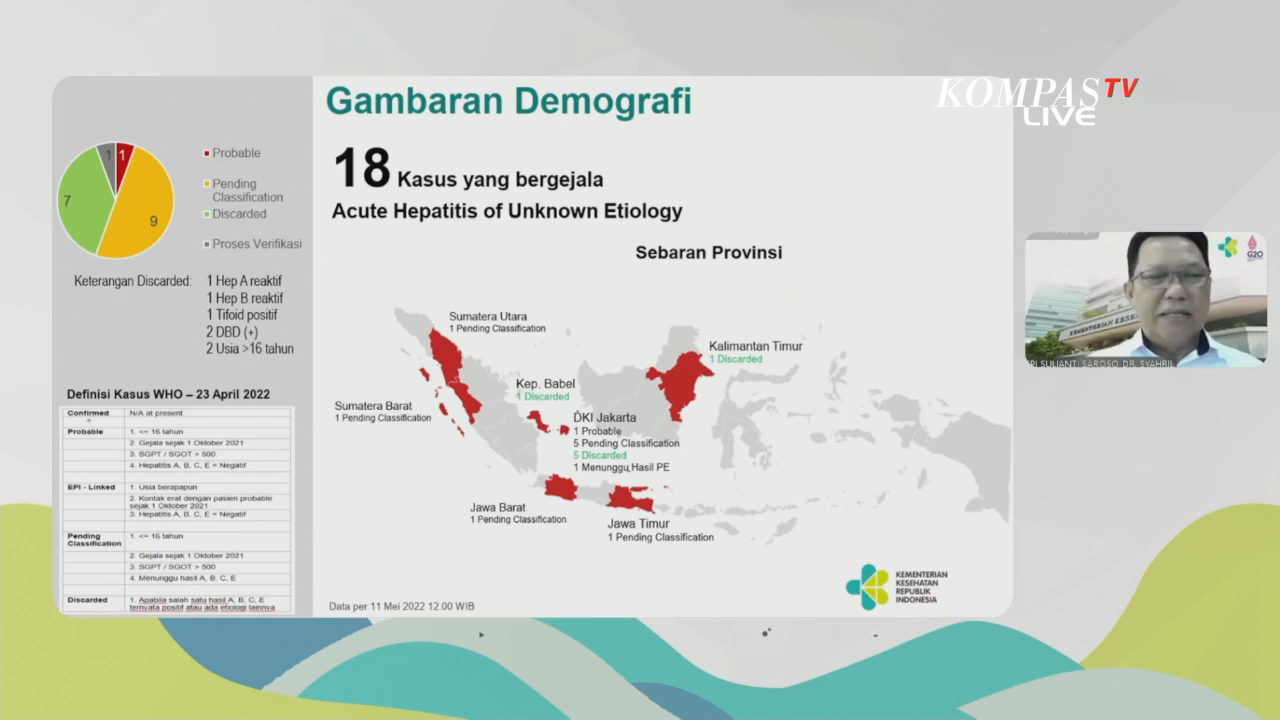 KOMPASTV
LIVE
Gambaran Demografi
18 Kasus yang bergejala
Acute Hepatitis of Unknown Etiology
Sebaran Provinsi
1
1
7
9
Probable
Pending
Classification
Discarded
Proses Verifikasi
Keterangan Discarded:
1 Hep A reaktif
1 Hep B reaktif
1 Tifoid positif
2 DBD (+)
2 Usia >16 tahun
Definisi Kasus WHO – 23 April 2022
Confirmed N/A at present
=
Probable 1. <= 16 tahun
2. Gejala sejak 1 Oktober 2021
3. SGPT / SGOT > 500
4. Hepatitis A, B, C, E = Negatif
EPI - Linked 1. Usia berapapun
2. Kontak erat dengan pasien probable
sejak 1 Oktober 2021
3. Hepatitis A, B, C, E = Negatif
Pending 1. <= 16 tahun
Classification
2. Gejala sejak 1 Oktober 2021
3. SGPT / SGOT > 500
4. Menunggu hasil A, B, C, E
Discarded 1. Apabila salah satu hasil A, B, C, E
ternyata positif atau ada etiologi lainnya
Sumatera Utara
1 Pending Classification
Kalimantan Timur
1 Discarded
Kep. Babel
1 Discarded
Sumatera Barat
1 Pending Classification
DKI Jakarta
1 Probable
5 Pending Classification
5 Discarded
1 Menunggu Hasil PE
Jawa Barat
1 Pending Classification
Jawa Timur
1 Pending Classification
KEMENTERIAN
KESEHATAN
REPUBLIK
INDONESIA
Data per 11 Mei 2022 12.00 WIB
G20
KEMENTERIAN KESE
SULIANTI SAROSO, DR. SYAHRIL